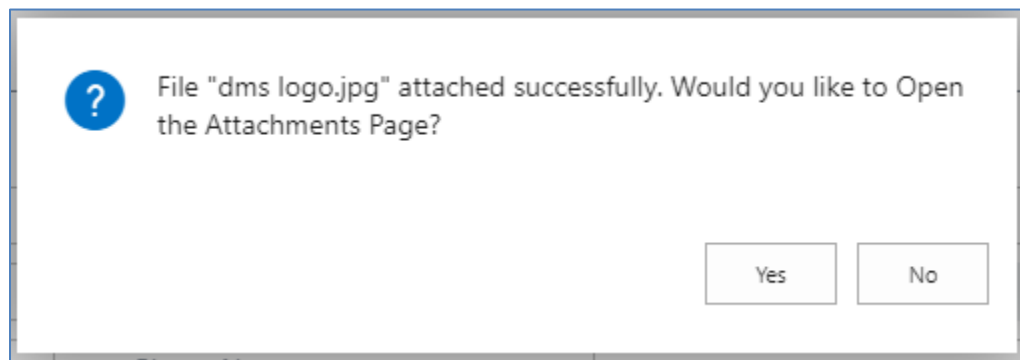 File "dms logo.jpg" attached successfully. Would you like to Open
the Attachments Page?
Yes
No